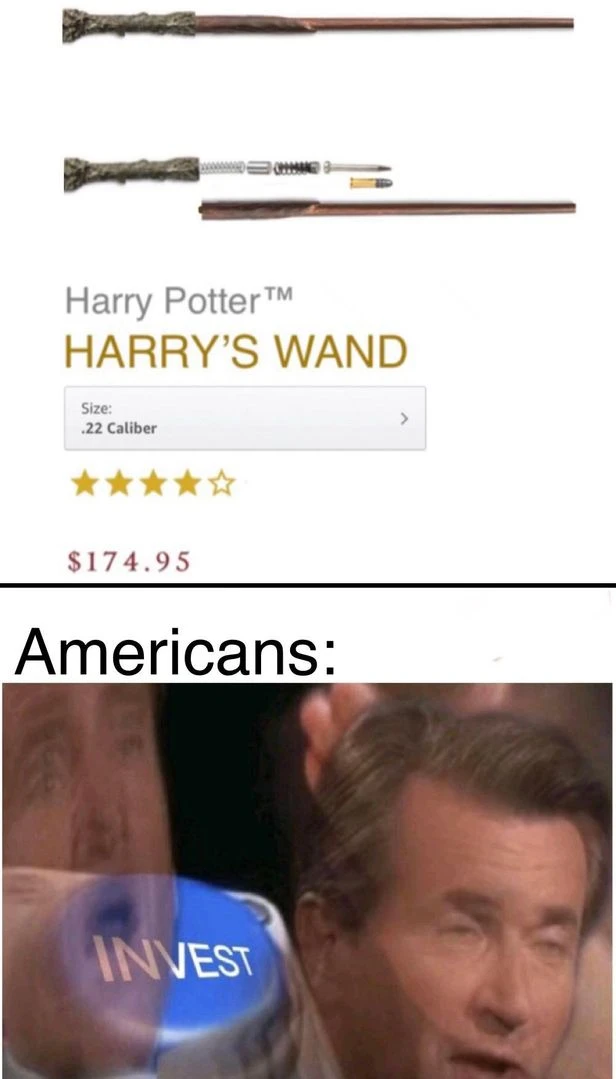 Harry Potter™
HARRY’S WAND
Size:
.22 Caliber
$174.95
Americans:
INVEST